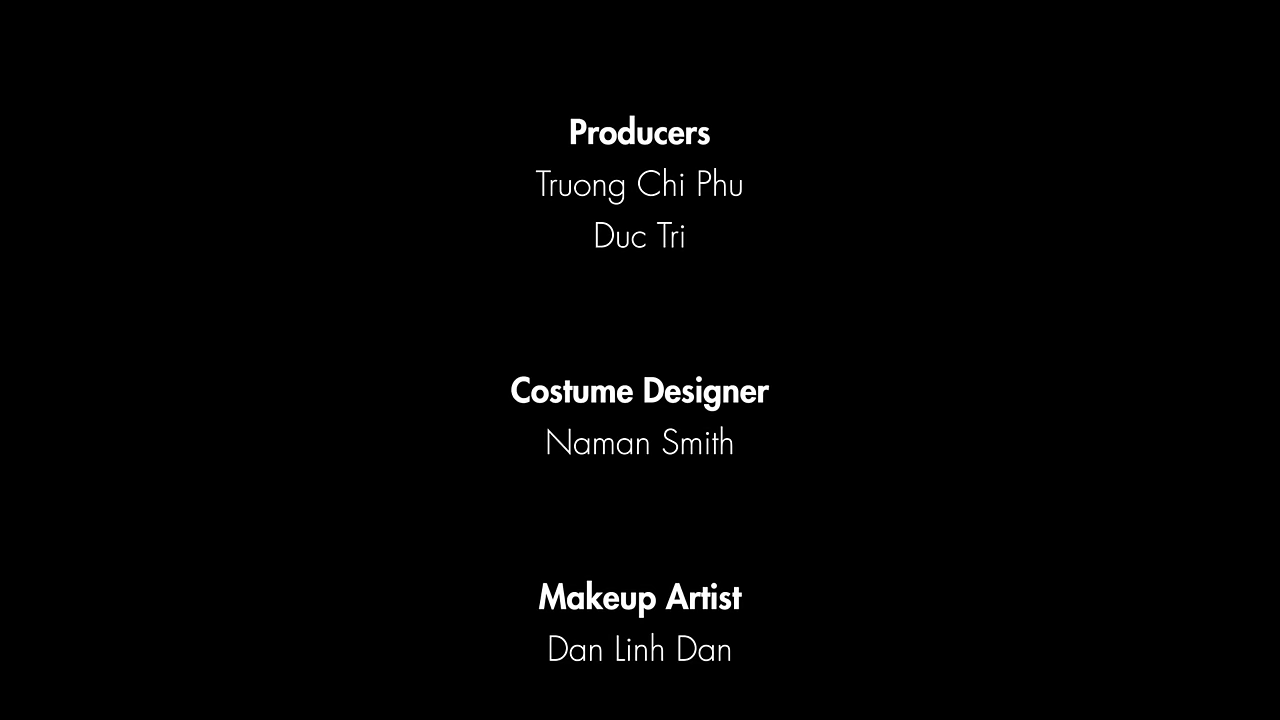 Producers
Truong Chi Phu
Duc Tri
Costume Designer
Naman Smith
Makeup Artist
Dan Linh Dan